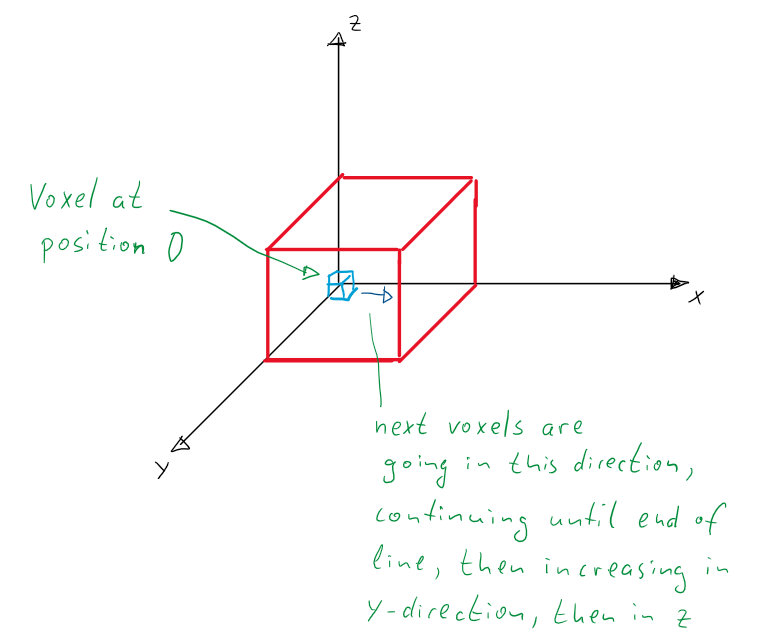 z
Voxel at
position 0
x
y
next voxels are
going in this direction,
continuing until end of
line, then increasing in
y-direction, then in z